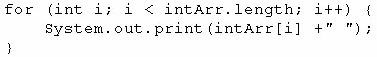 for (int i; i < intArr.length; i++) {
    System.out.print(intArr[i] +" ");
}